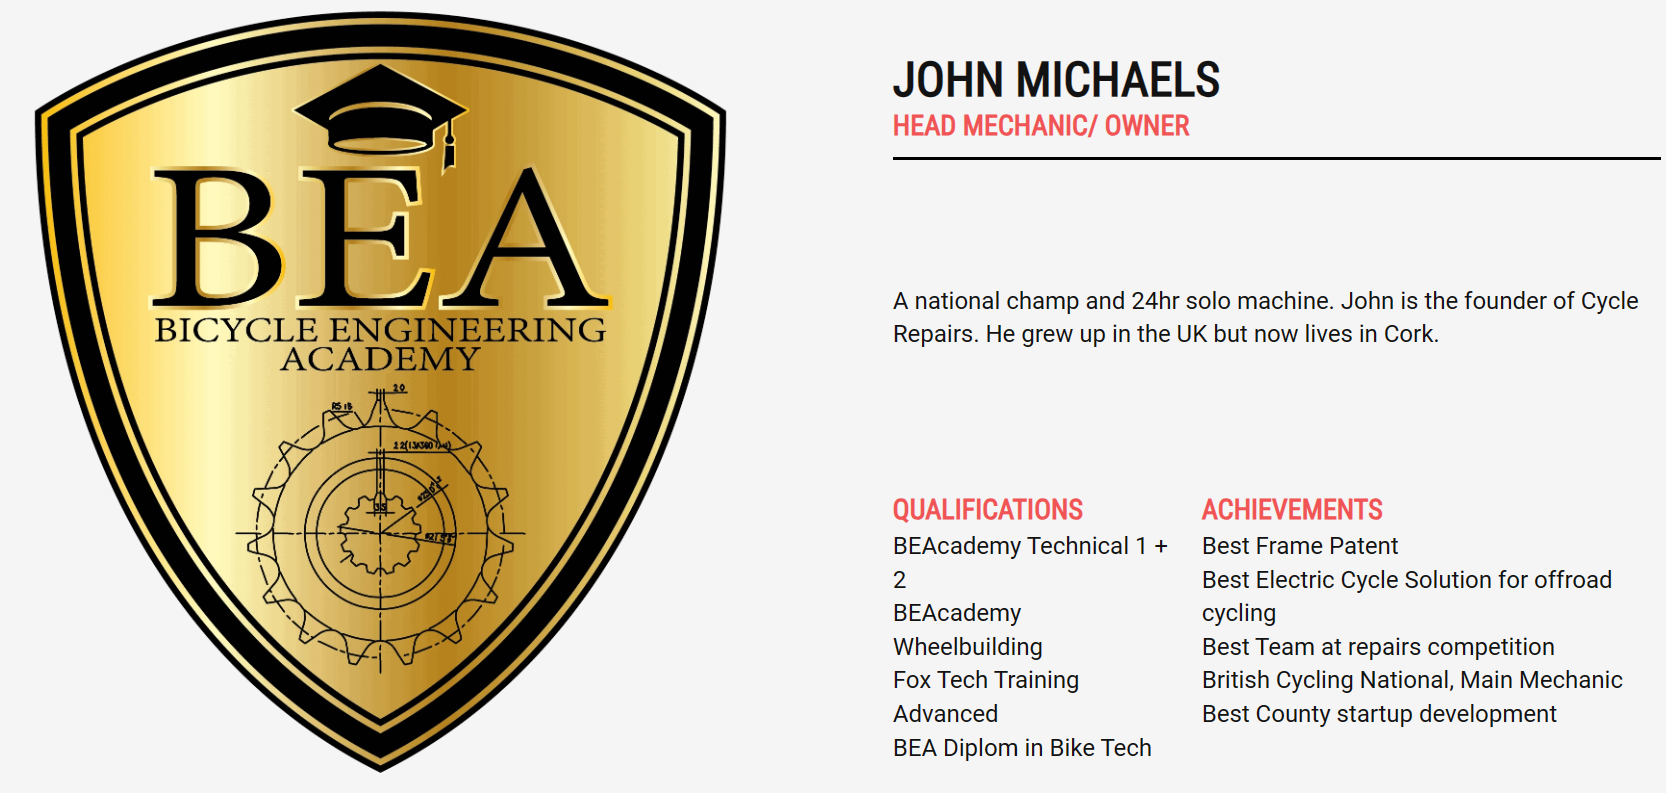 BEA
BICYCLE ENGINEERING
ACADEMY
20
JOHN MICHAELS
HEAD MECHANIC/ OWNER
A national champ and 24hr solo machine. John is the founder of Cycle
Repairs. He grew up in the UK but now lives in Cork.
QUALIFICATIONS
BEAcademy Technical 1 +
2
BEAcademy
Wheelbuilding
Fox Tech Training
Advanced
BEA Diplom in Bike Tech
ACHIEVEMENTS
Best Frame Patent
Best Electric Cycle Solution for offroad
cycling
Best Team at repairs competition
British Cycling National, Main Mechanic
Best County startup development